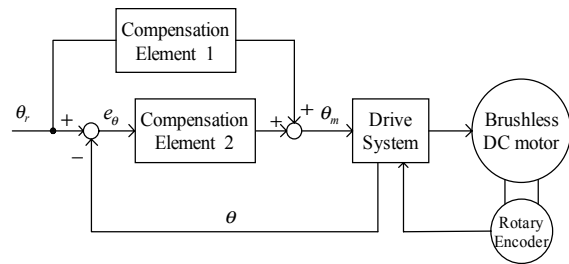 Compensation
Element 1
θr
+
−
eθ
Compensation
Element 2
+
+
θm
Drive
System
Brushless
DC motor
θ
Rotary
Encoder